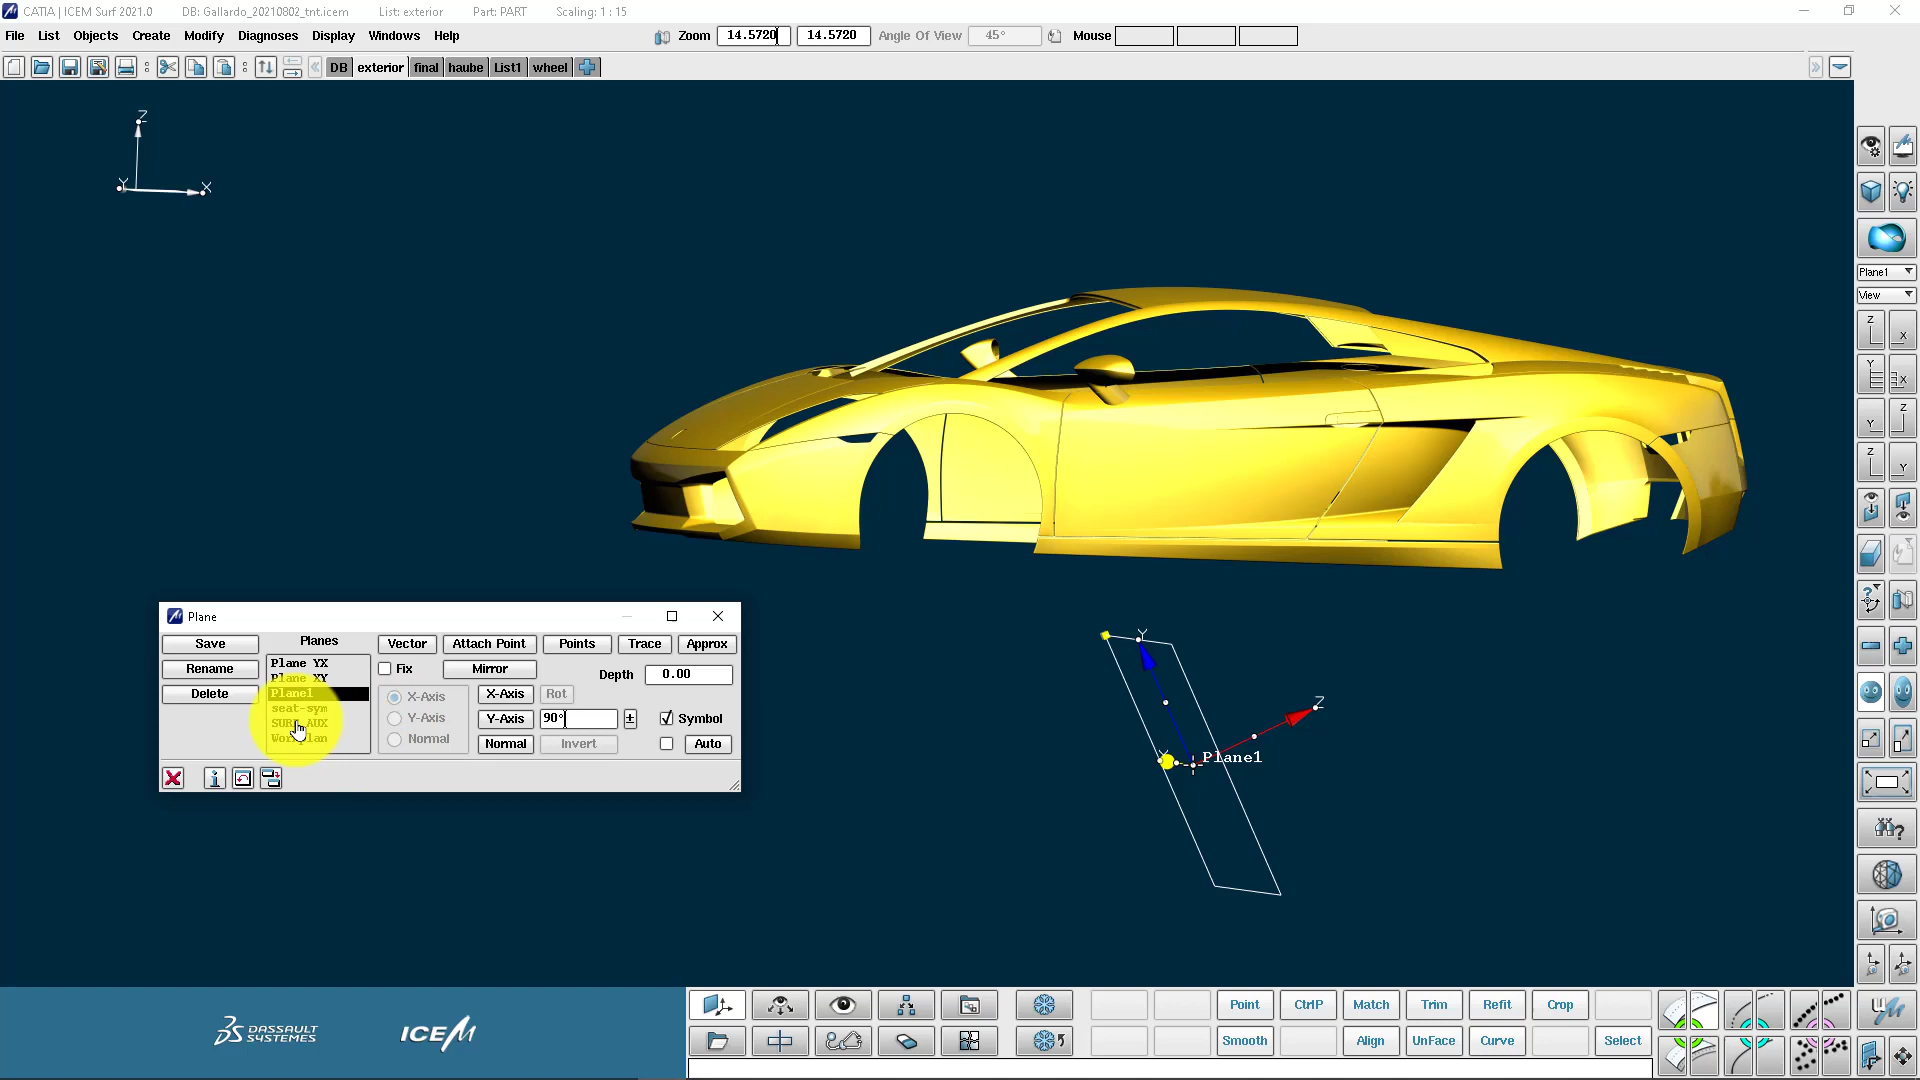 CATIA | ICEM Surf 2021.0 DB: Gallardo_20210802_tnt.icem List: exterior Part: PART Scaling: 1 : 15
File List Objects Create Modify Diagnoses Display Windows Help Zoom 14.5720 14.5720 Angle Of View 45° Mouse
DB exterior final haube List1 wheel
Z
Y X
Plane1
View
Z X
Y X
Y Z
Z Y
Plane
Save Planes Vector Attach Point Points Trace Approx
Rename Plane YX Fix Mirror Depth 0.00
Plane XY
Delete Plane1 X-Axis X-Axis Rot
seat-sym Y-Axis Y-Axis 90° ± Symbol
Normal Normal Invert Auto
Y
Z
Plane1
Point CtrlP Match Trim Refit Crop
Smooth Align UnFace Curve Select
DASSAULT SYSTEMES ICEM